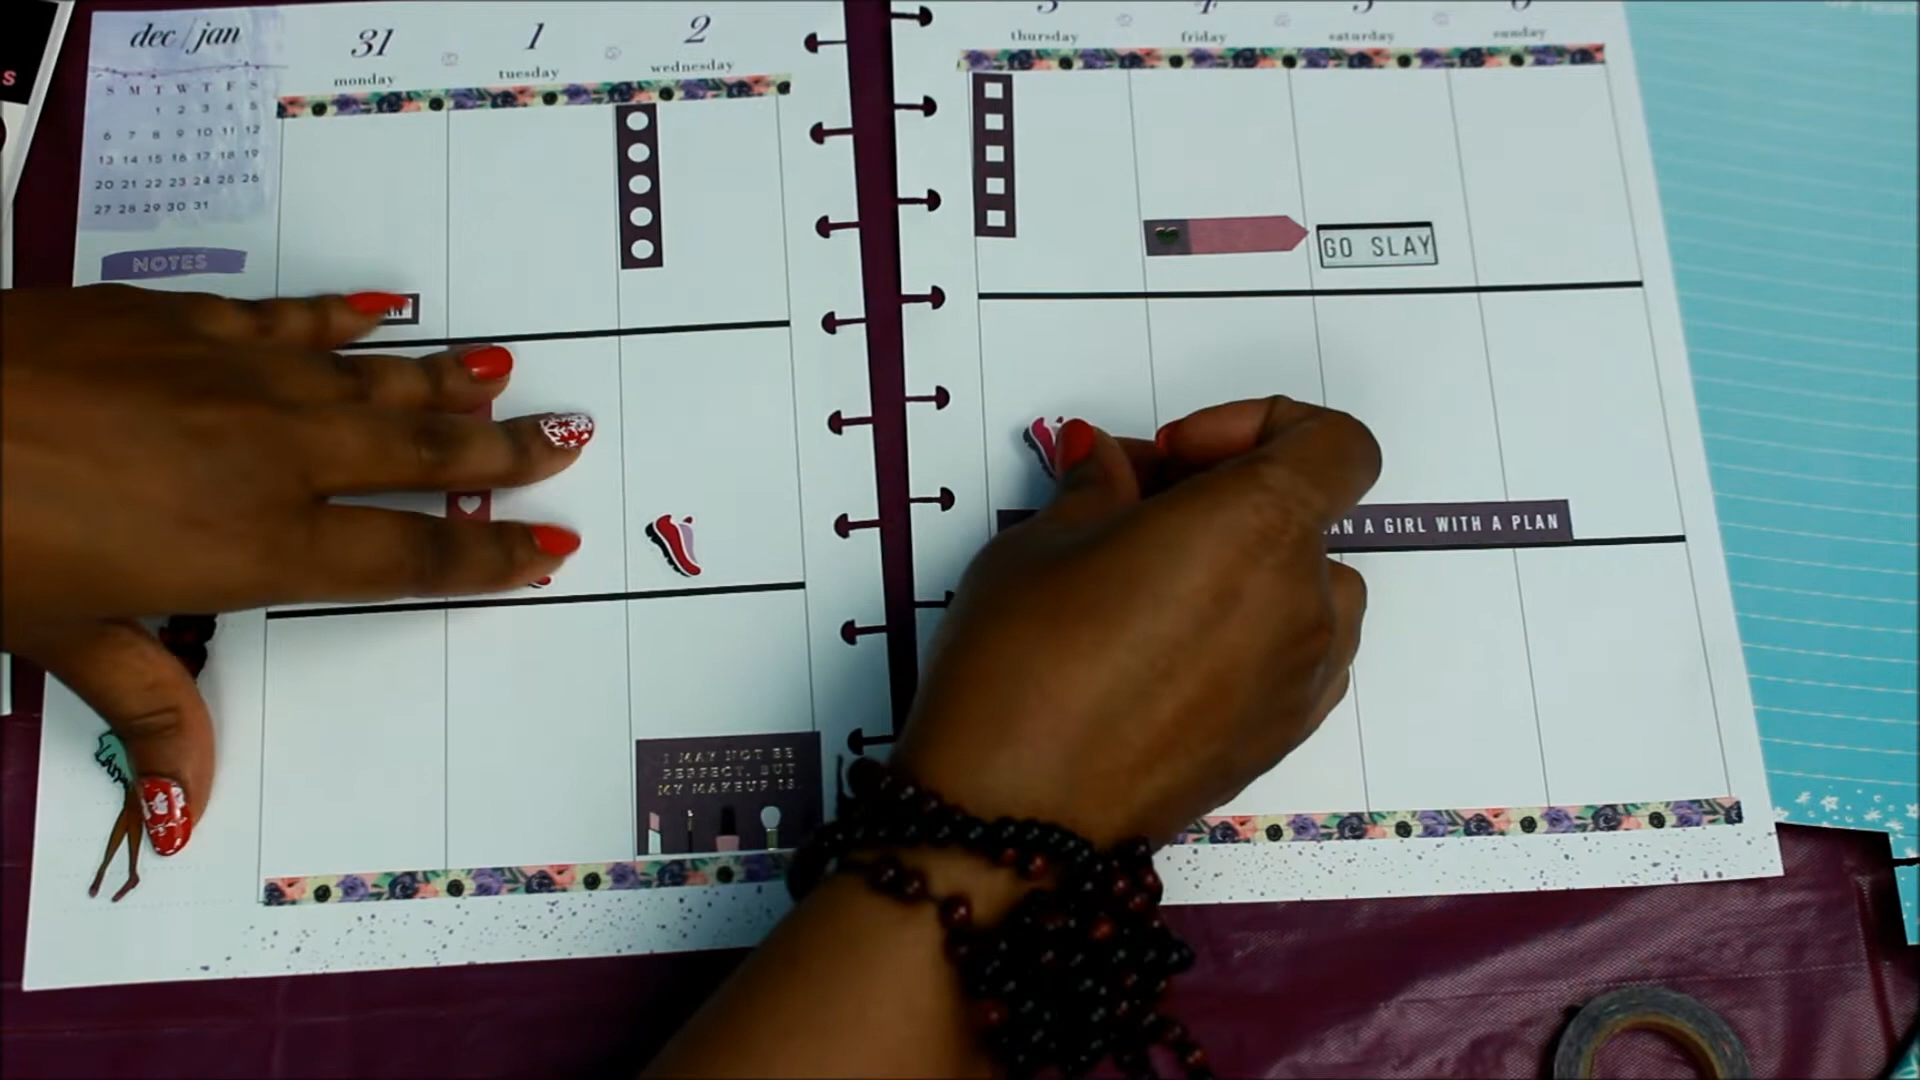 dec/jan
S M T W T F S
1 2 3 4 5
6 7 8 9 10 11 12
13 14 15 16 17 18 19
20 21 22 23 24 25 26
27 28 29 30 31
NOTES
31
monday
1
tuesday
2
wednesday
thursday
friday
saturday
sunday
GO SLAY
AN A GIRL WITH A PLAN
I MAY NOT BE
PERFECT, BUT
MY MAKEUP IS.
S